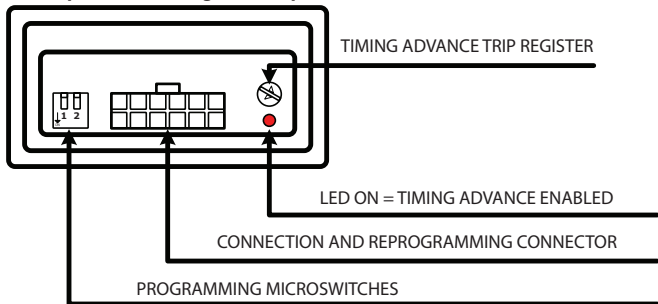 TIMING ADVANCE TRIP REGISTER
1 2
LED ON = TIMING ADVANCE ENABLED
CONNECTION AND REPROGRAMMING CONNECTOR
PROGRAMMING MICROSWITCHES